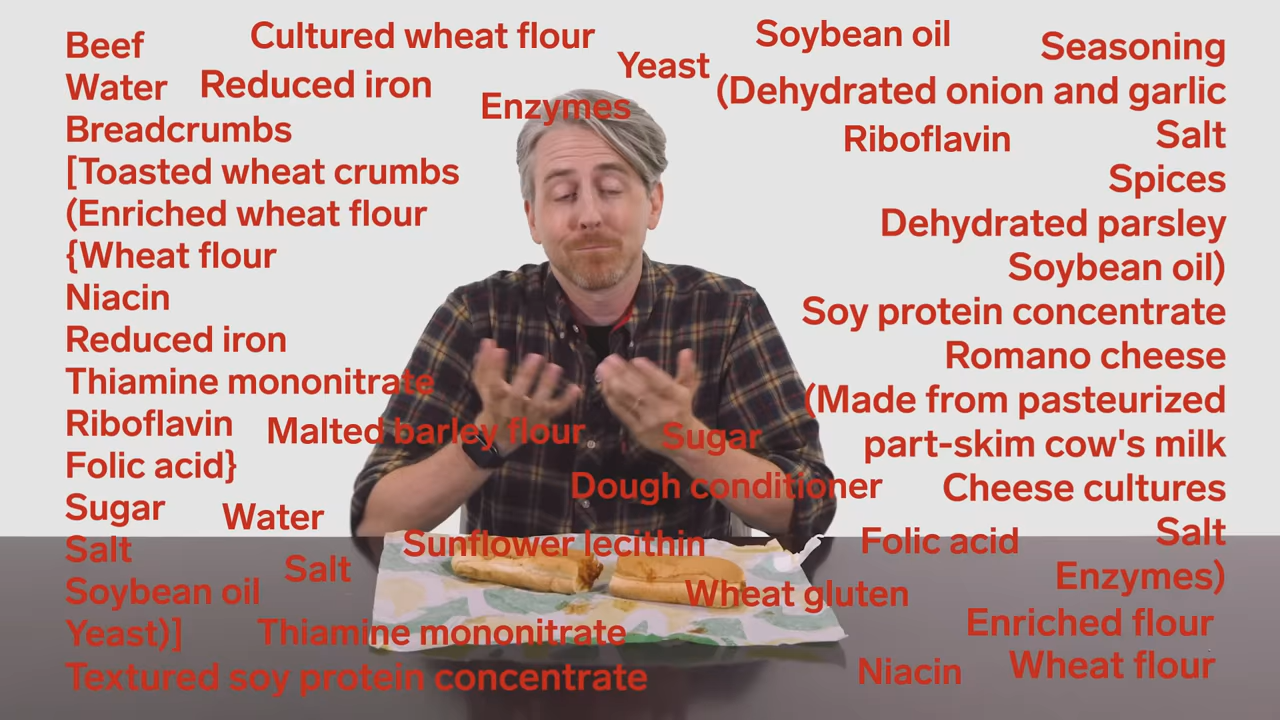 Beef
Water
Breadcrumbs
[Toasted wheat crumbs
(Enriched wheat flour
{Wheat flour
Niacin
Reduced iron
Thiamine mononitrate
Riboflavin
Folic acid}
Sugar
Salt
Soybean oil
Yeast)]
Textured soy protein concentrate
Cultured wheat flour
Reduced iron
Yeast
Enzymes
Malted barley flour
Water
Salt
Thiamine mononitrate
Sunflower lecithin
Sugar
Dough conditioner
Wheat gluten
Soybean oil
Riboflavin
Folic acid
Niacin
Seasoning
(Dehydrated onion and garlic
Salt
Spices
Dehydrated parsley
Soybean oil)
Soy protein concentrate
Romano cheese
(Made from pasteurized
part-skim cow's milk
Cheese cultures
Salt
Enzymes)
Enriched flour
Wheat flour